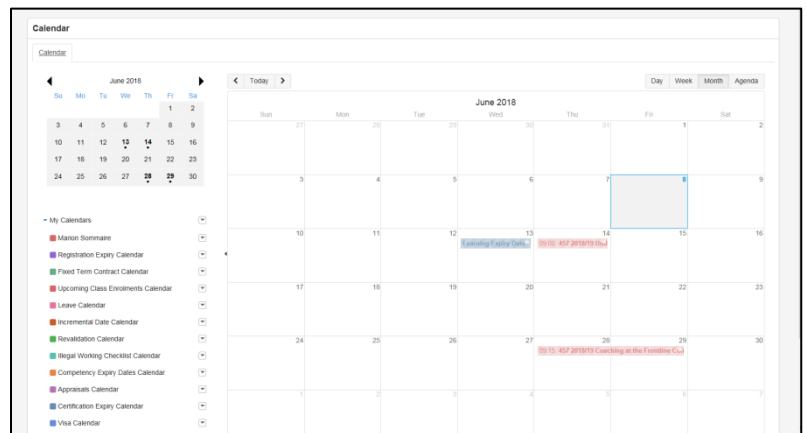 Calendar
Calendar
June 2018
Su Mo Tu We Th Fr Sa
1 2
3 4 5 6 7 8 9
10 11 12 13 14 15 16
17 18 19 20 21 22 23
24 25 26 27 28 29 30
My Calendars
Marion Sommaire
Registration Expiry Calendar
Fixed Term Contract Calendar
Upcoming Class Enrolments Calendar
Leave Calendar
Incremental Date Calendar
Revalidation Calendar
Illegal Working Checklist Calendar
Competency Expiry Dates Calendar
Appraisals Calendar
Certification Expiry Calendar
Visa Calendar
Today
Day Week Month Agenda
June 2018
Sun Mon Tue Wed Thu Fri Sat
27 28 29 30 31 1 2
3 4 5 6 7 8 9
10 11 12 13 14 15 16
Expiry Date
457 2018/19
17 18 19 20 21 22 23
24 25 26 27 28 29 30
09:15 457 2018/19 Coaching at the Frontline
1 2 3 4 5 6 7